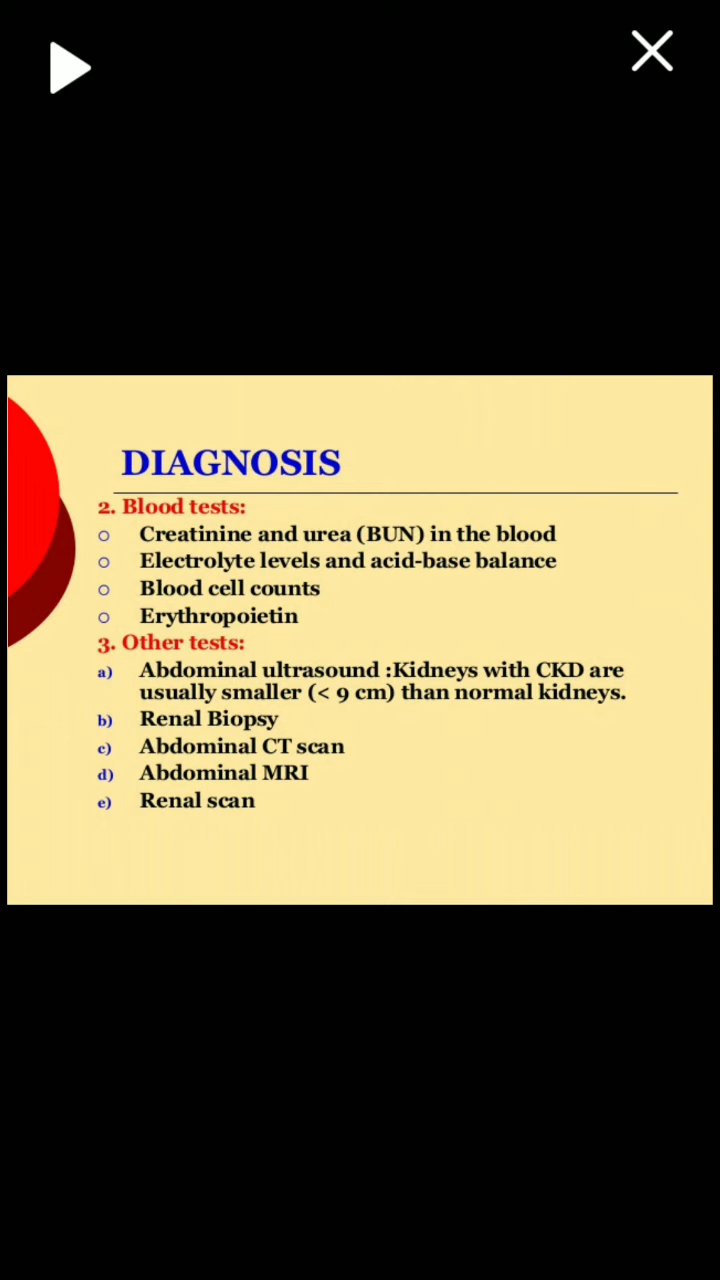 DIAGNOSIS
2. Blood tests:
○ Creatinine and urea (BUN) in the blood
○ Electrolyte levels and acid-base balance
○ Blood cell counts
○ Erythropoietin
3. Other tests:
a) Abdominal ultrasound :Kidneys with CKD are
usually smaller (< 9 cm) than normal kidneys.
b) Renal Biopsy
c) Abdominal CT scan
d) Abdominal MRI
e) Renal scan